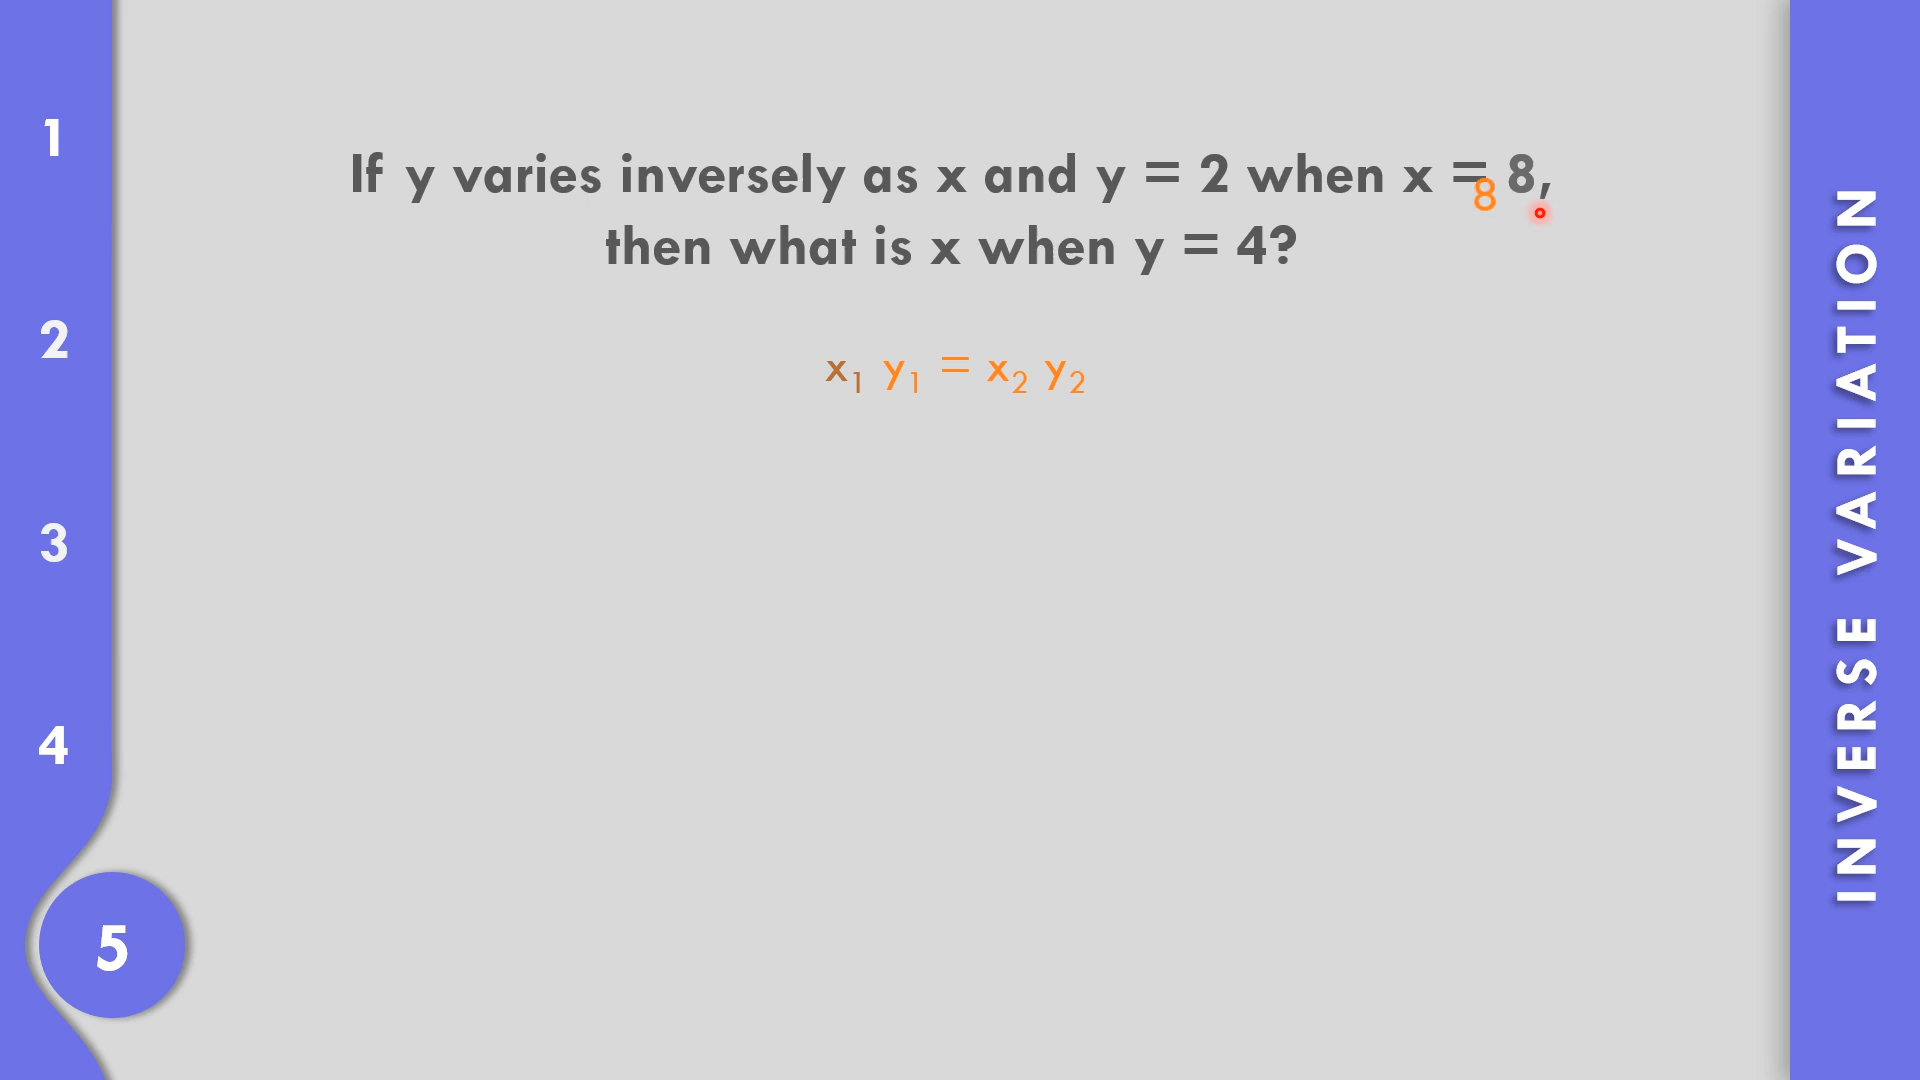 1
2
3
4
5
If y varies inversely as x and y = 2 when x = 8,
8
then what is x when y = 4?
x₁ y₁ = x₂ y₂
INVERSE VARIATION